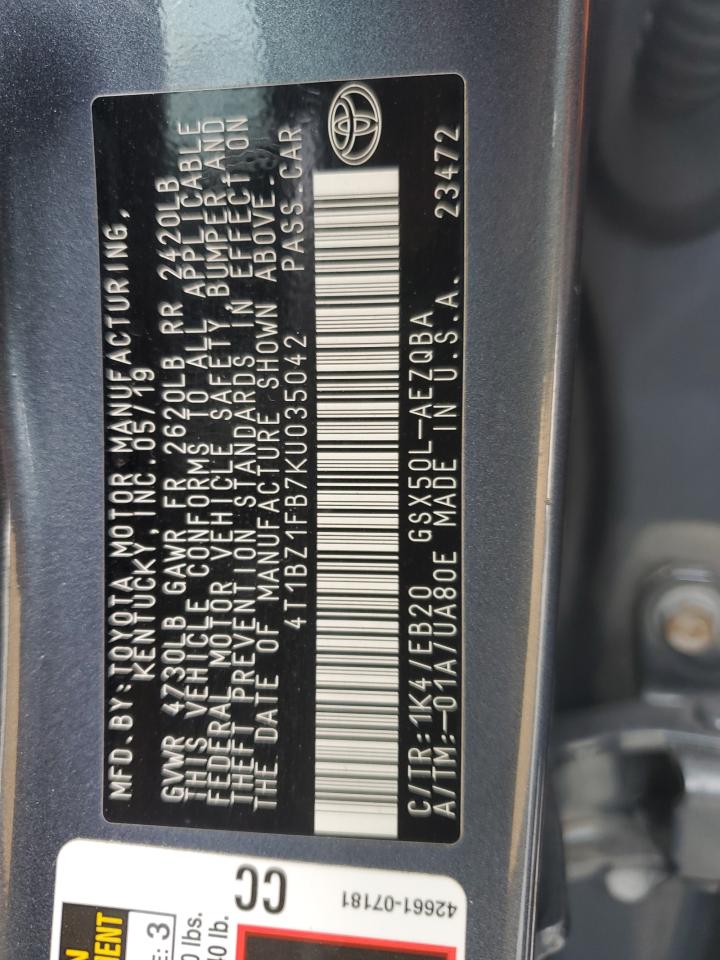 MFD.BY:TOYOTA MOTOR MANUFACTURING,
KENTUCKY,INC.05/19
GVWR 4730LB GAWR FR 2620LB RR 2420LB
THIS VEHICLE CONFORMS TO ALL APPLICABLE
FEDERAL MOTOR VEHICLE SAFETY,BUMPER,AND
THEFT PREVENTION STANDARDS IN EFFECT ON
THE DATE OF MANUFACTURE SHOWN ABOVE.
4T1BZ1FB7KU035042 PASS.CAR
C/TR:1K4/EB20 GSX50L-AEZQBA
A/TM:-01A/UA80E MADE IN U.S.A. 23472
CC
42661-07181
3
lbs.
lb.